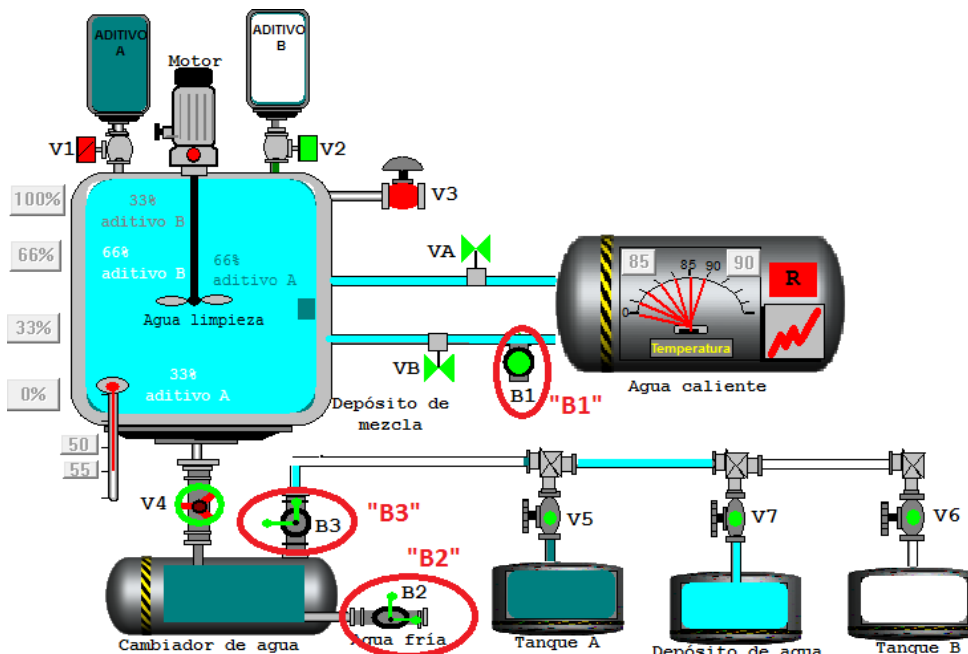 ADITIVO
A
ADITIVO
B
Motor
V1
V2
100%
33%
aditivo B
V3
66%
66%
aditivo B
66%
aditivo A
VA
85
85
90
90
R
0
Agua limpieza
33%
Temperatura
VB
B1
"B1"
Agua caliente
0%
33%
aditivo A
Depósito de
mezcla
50
55
V4
B3
"B3"
V5
V7
V6
"B2"
B2
Agua fría
Cambiador de agua
Tanque A
Depósito de agua
Tanque B